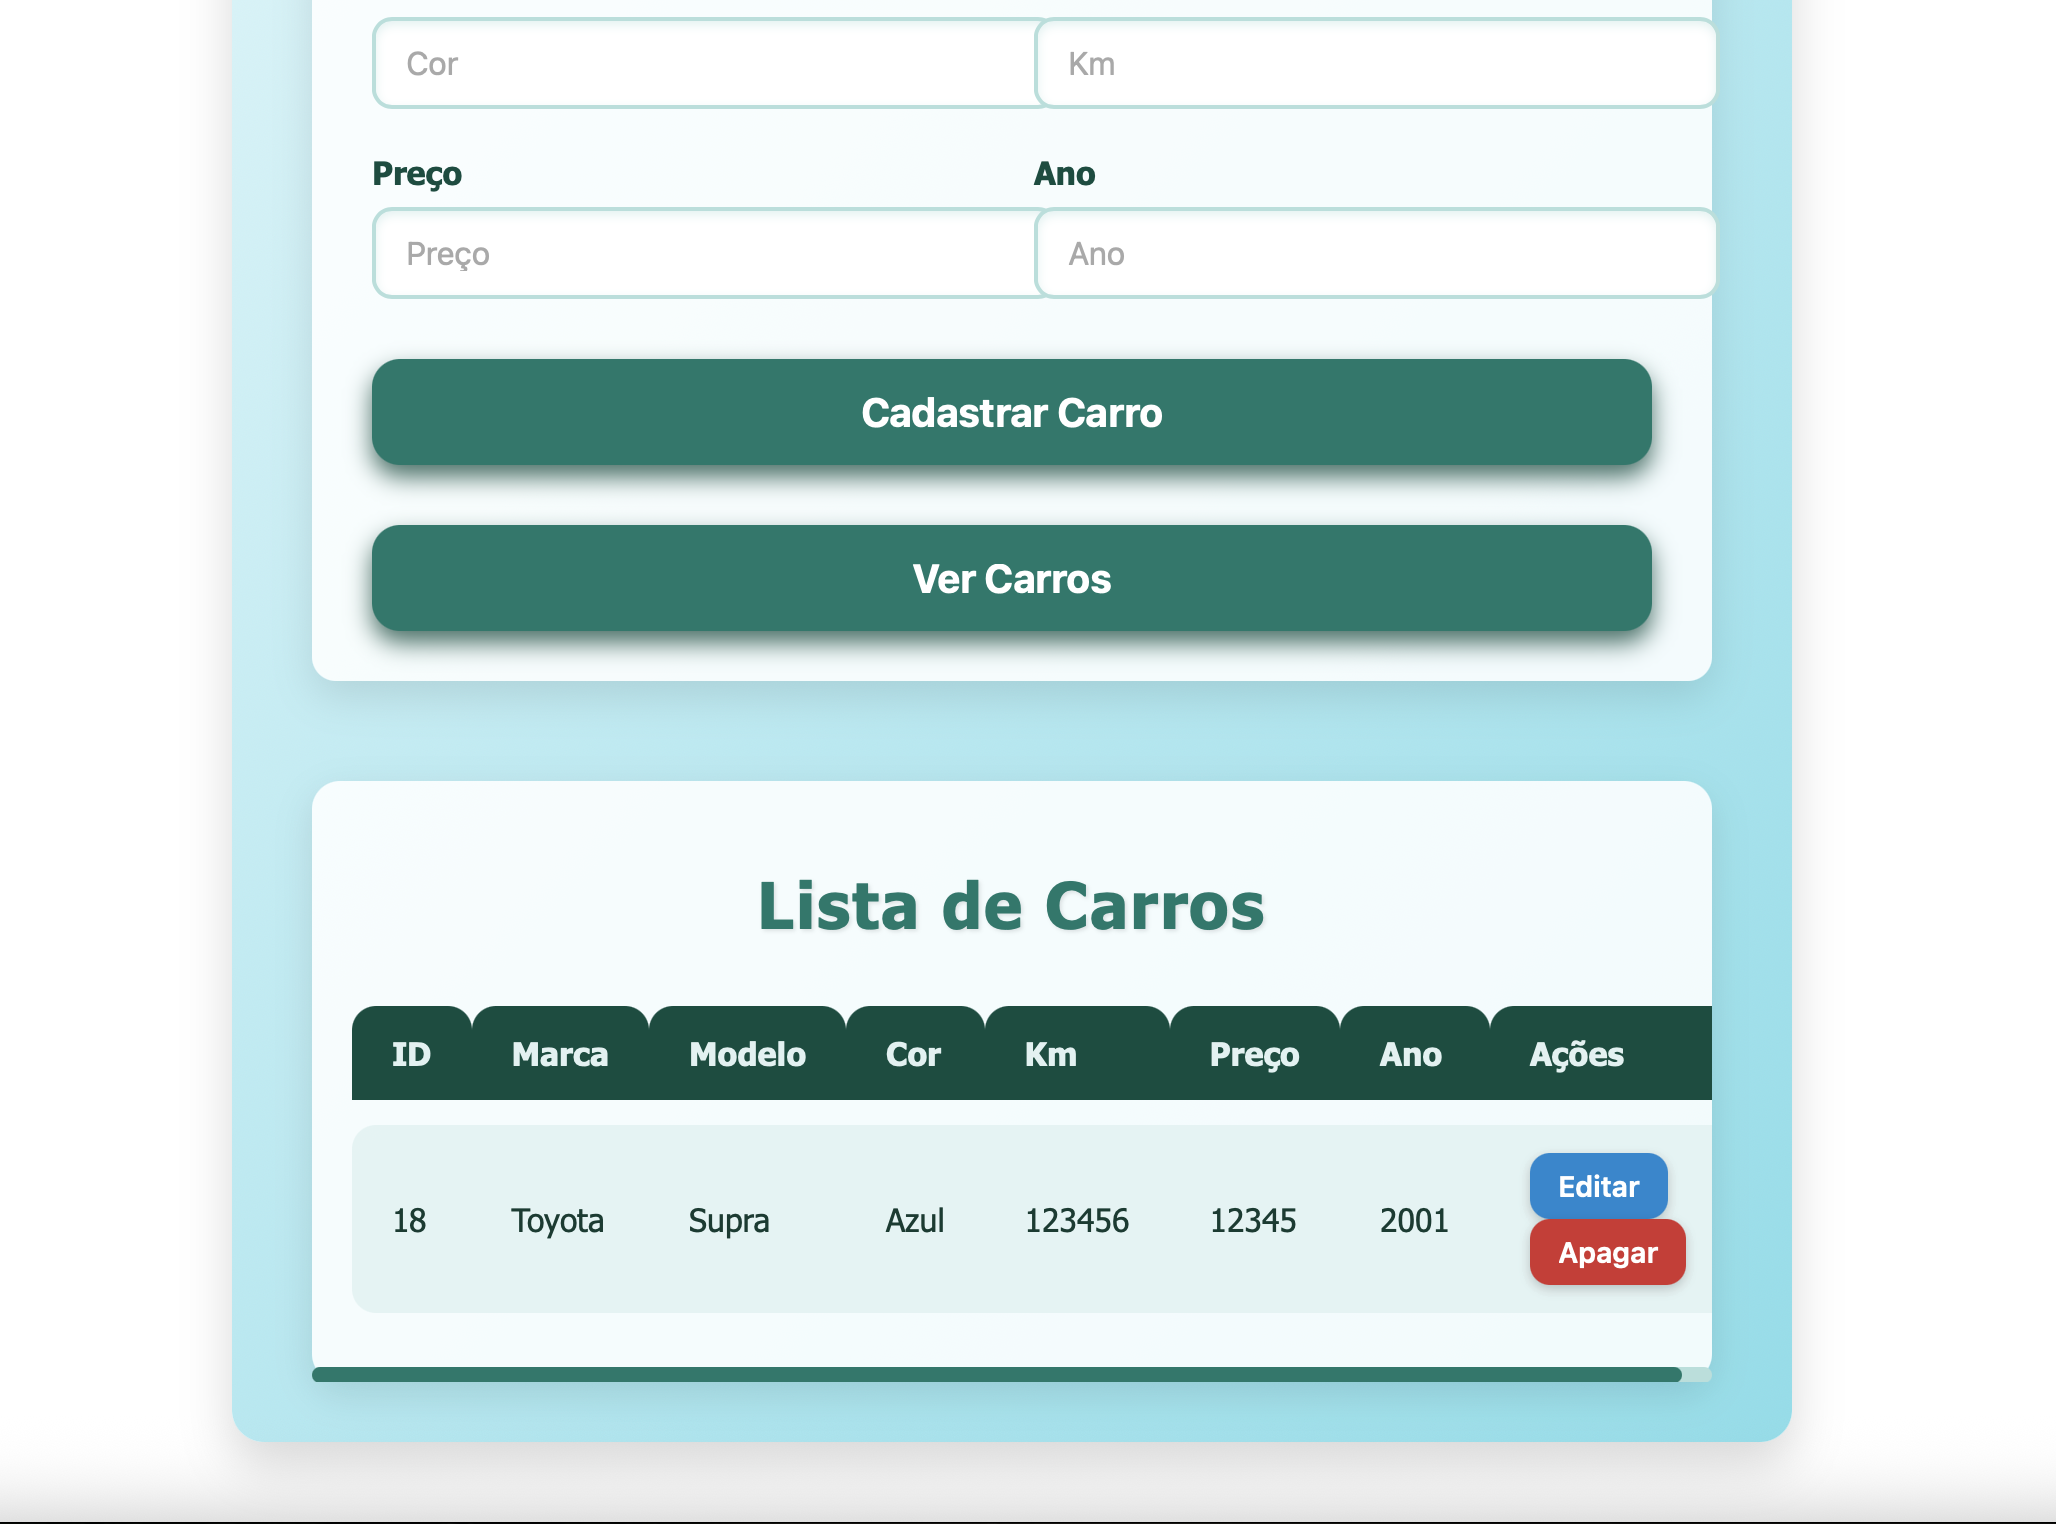 Cor Km
Preço Ano
Preço Ano
Cadastrar Carro
Ver Carros
Lista de Carros
ID Marca Modelo Cor Km Preço Ano Ações
18 Toyota Supra Azul 123456 12345 2001 Editar
Apagar